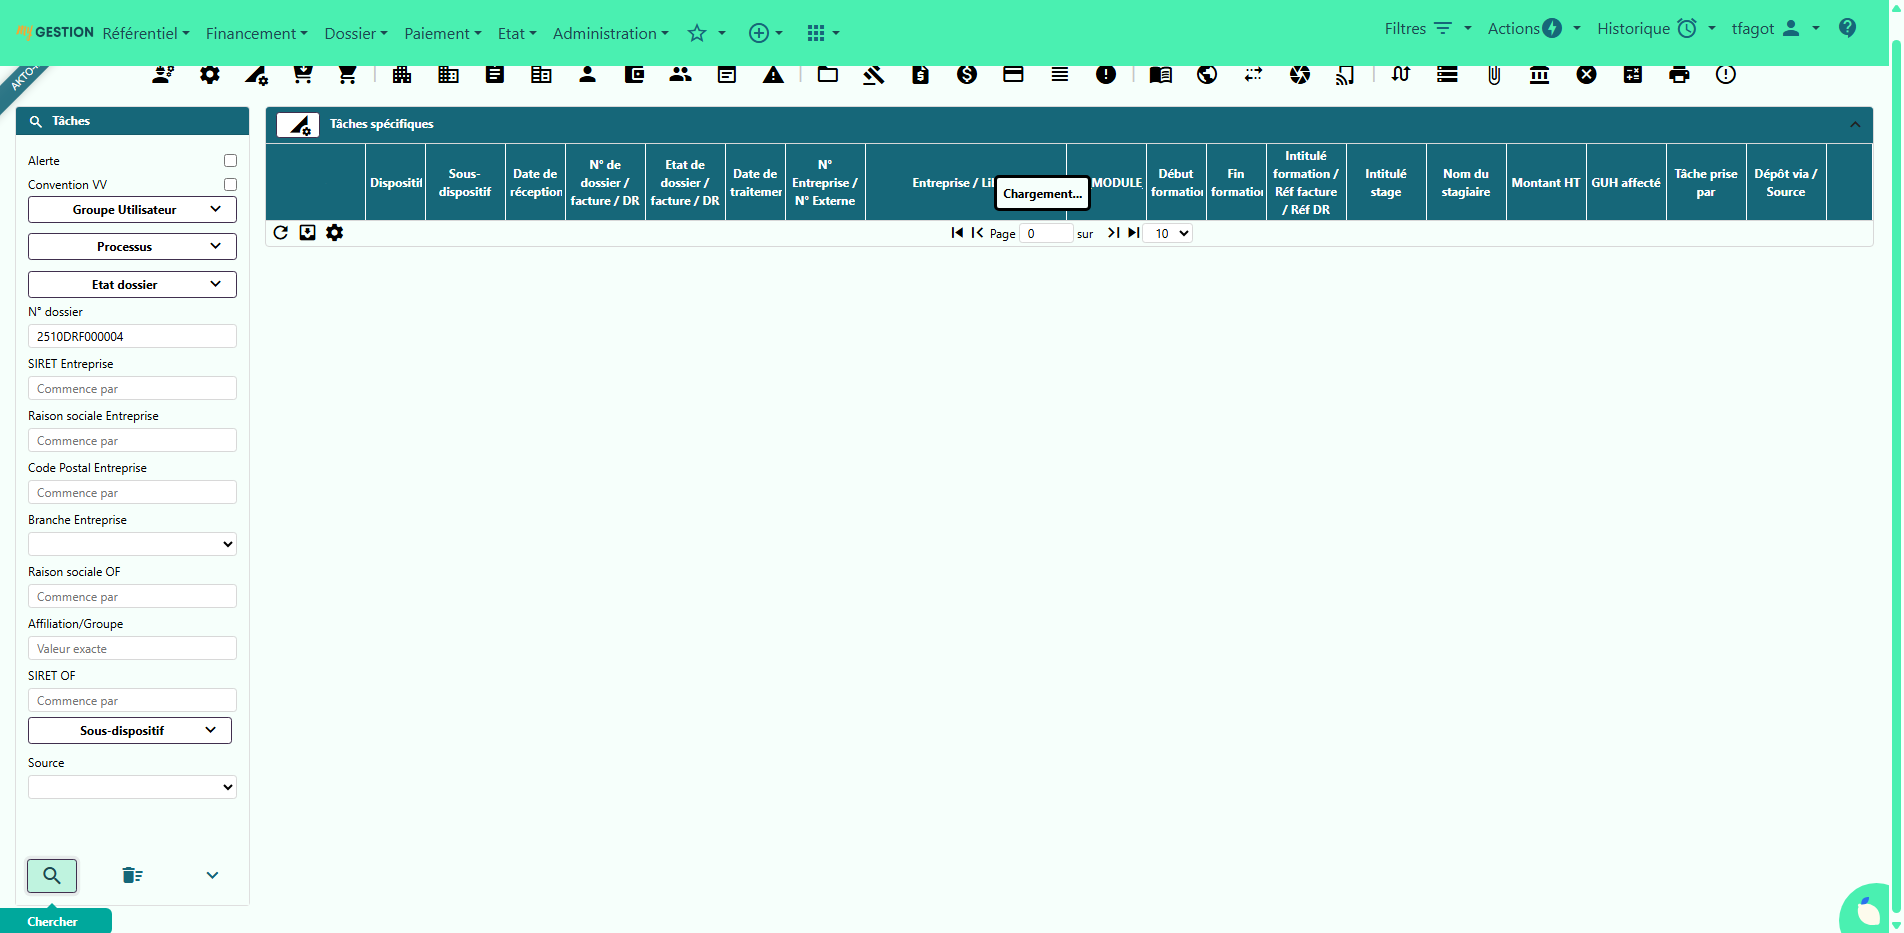 My GESTION
Référentiel
Financement
Dossier
Paiement
Etat
Administration
Filtres
Actions
Historique
tfagot
Tâches
Alerte
Convention VV
Groupe Utilisateur
Processus
Etat dossier
N° dossier
2510DRF000004
SIRET Entreprise
Commence par
Raison sociale Entreprise
Commence par
Code Postal Entreprise
Commence par
Branche Entreprise
Raison sociale OF
Commence par
Affiliation/Groupe
Valeur exacte
SIRET OF
Commence par
Sous-dispositif
Source
Chercher
Tâches spécifiques
Dispositif
Sous-
dispositif
Date de
réception
N° de
dossier /
facture / DR
Etat de
dossier /
facture / DR
Date de
traitemer
N°
Entreprise /
N° Externe
Entreprise / Lil
Chargement...
MODULE
Début
formation
Fin
formation
Intitulé
formation /
Réf facture
/ Réf DR
Intitulé
stage
Nom du
stagiaire
Montant HT
GUH affecté
Tâche prise
par
Dépôt via /
Source
Page 0 sur 10